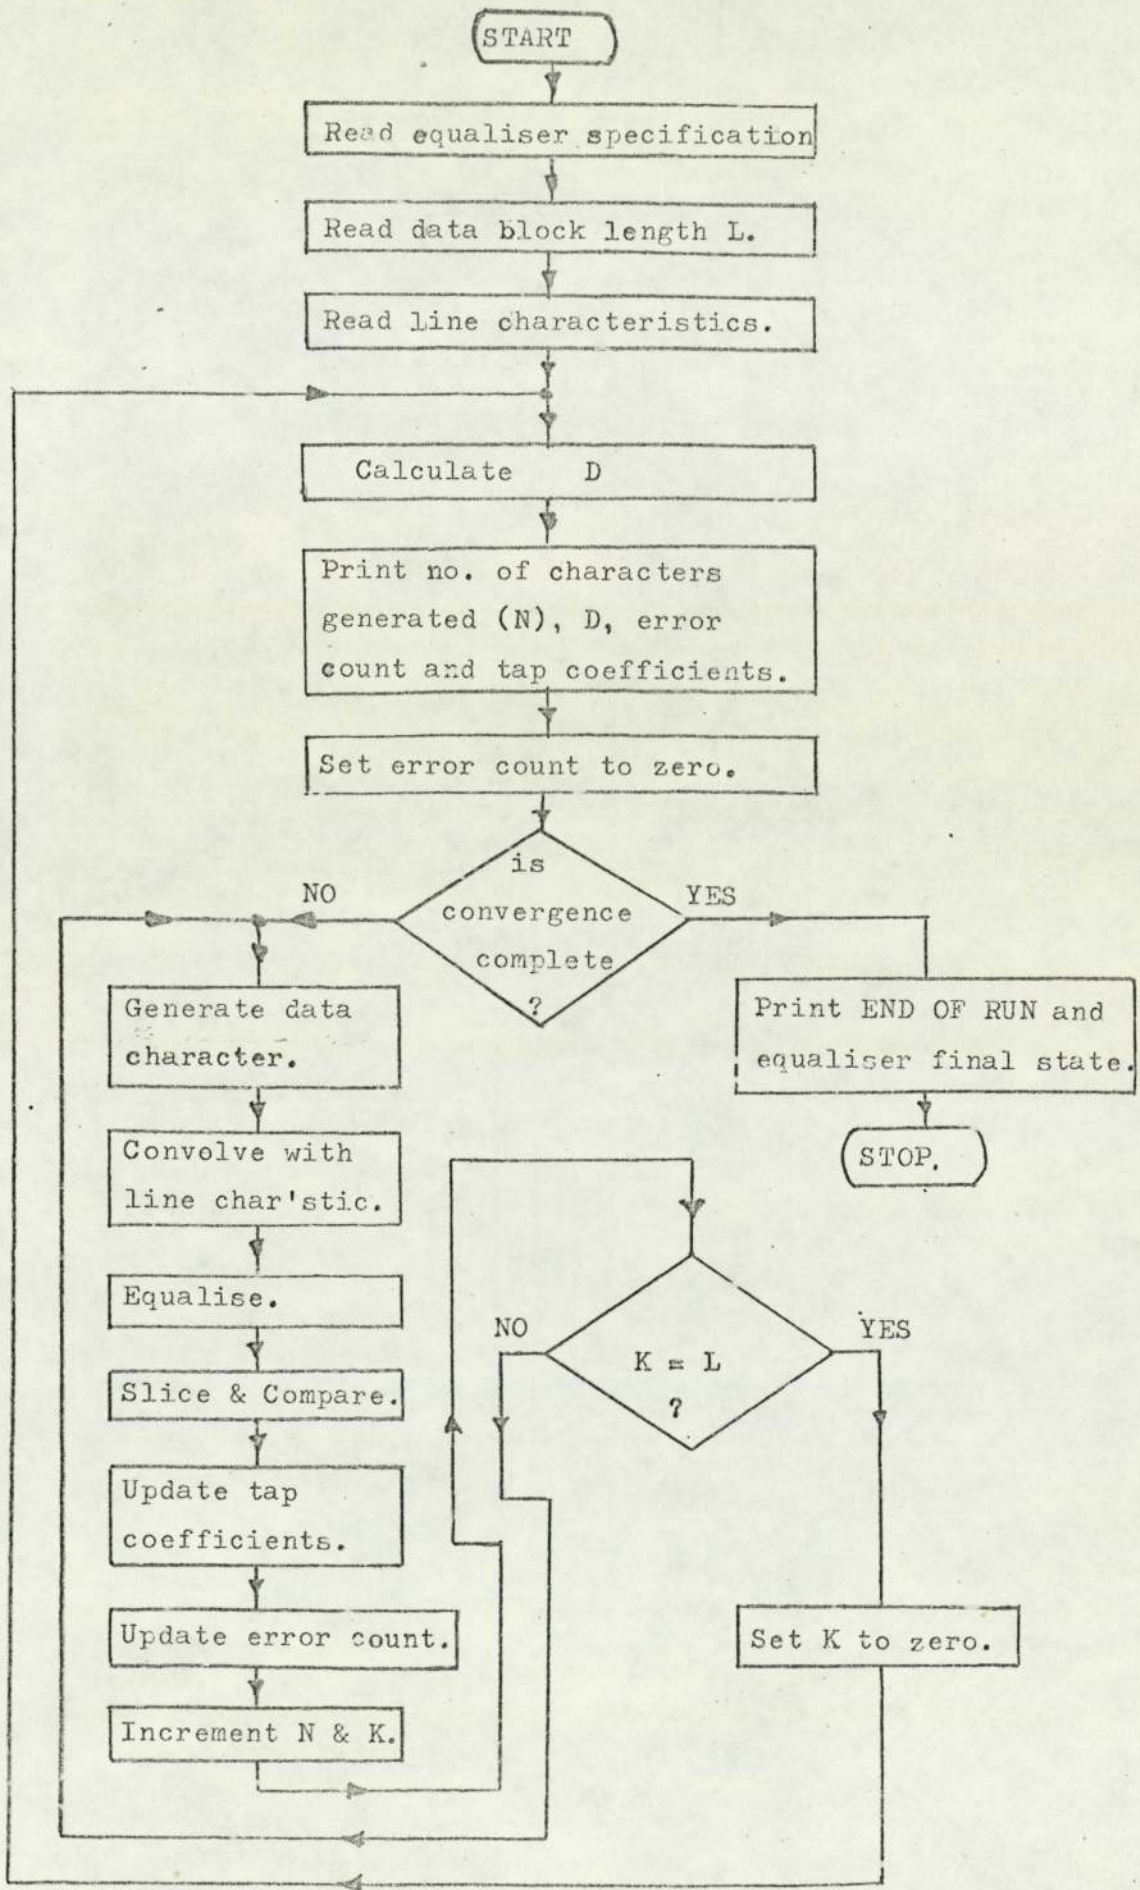 START
Read equaliser specification
Read data block length L.
Read line characteristics.
Calculate D
Print no. of characters
generated (N), D, error
count and tap coefficients.
Set error count to zero.
is
convergence
complete
?
NO
YES
Generate data
character.
Convolve with
line char'stic.
Equalise.
Slice & Compare.
Update tap
coefficients.
Update error count.
Increment N & K.
Print END OF RUN and
equaliser final state.
STOP.
K = L
?
NO
YES
Set K to zero.